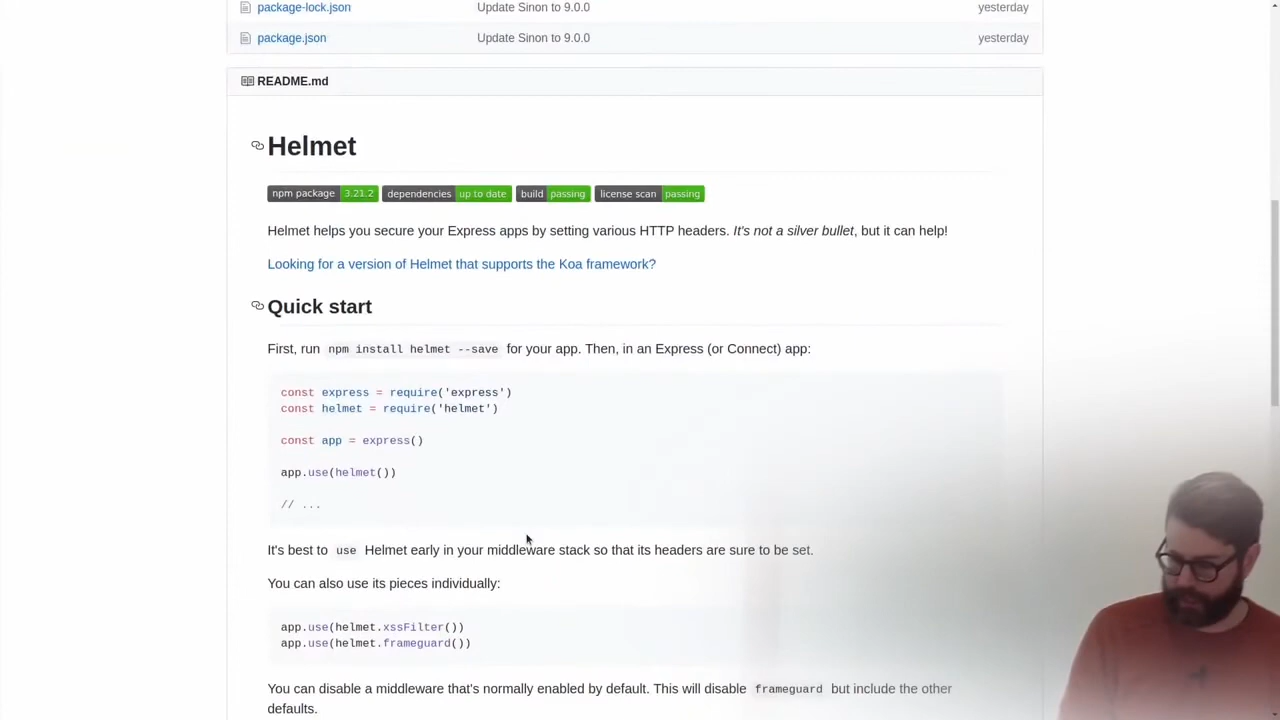 package-lock.json Update Sinon to 9.0.0 yesterday
package.json Update Sinon to 9.0.0 yesterday
README.md
Helmet
npm package 3.21.2 dependencies up to date build passing license scan passing
Helmet helps you secure your Express apps by setting various HTTP headers. It's not a silver bullet, but it can help!
Looking for a version of Helmet that supports the Koa framework?
Quick start
First, run npm install helmet --save for your app. Then, in an Express (or Connect) app:
const express = require('express')
const helmet = require('helmet')
const app = express()
app.use(helmet())
// ...
It's best to use Helmet early in your middleware stack so that its headers are sure to be set.
You can also use its pieces individually:
app.use(helmet.xssFilter())
app.use(helmet.frameguard())
You can disable a middleware that's normally enabled by default. This will disable frameguard but include the other
defaults.